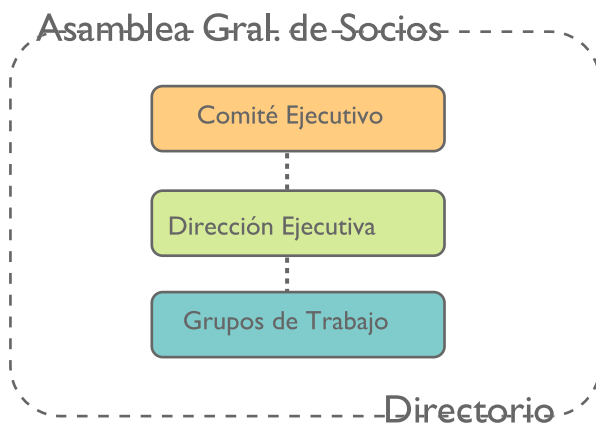 Asamblea Gral. de Socios
Comité Ejecutivo
Dirección Ejecutiva
Grupos de Trabajo
Directorio